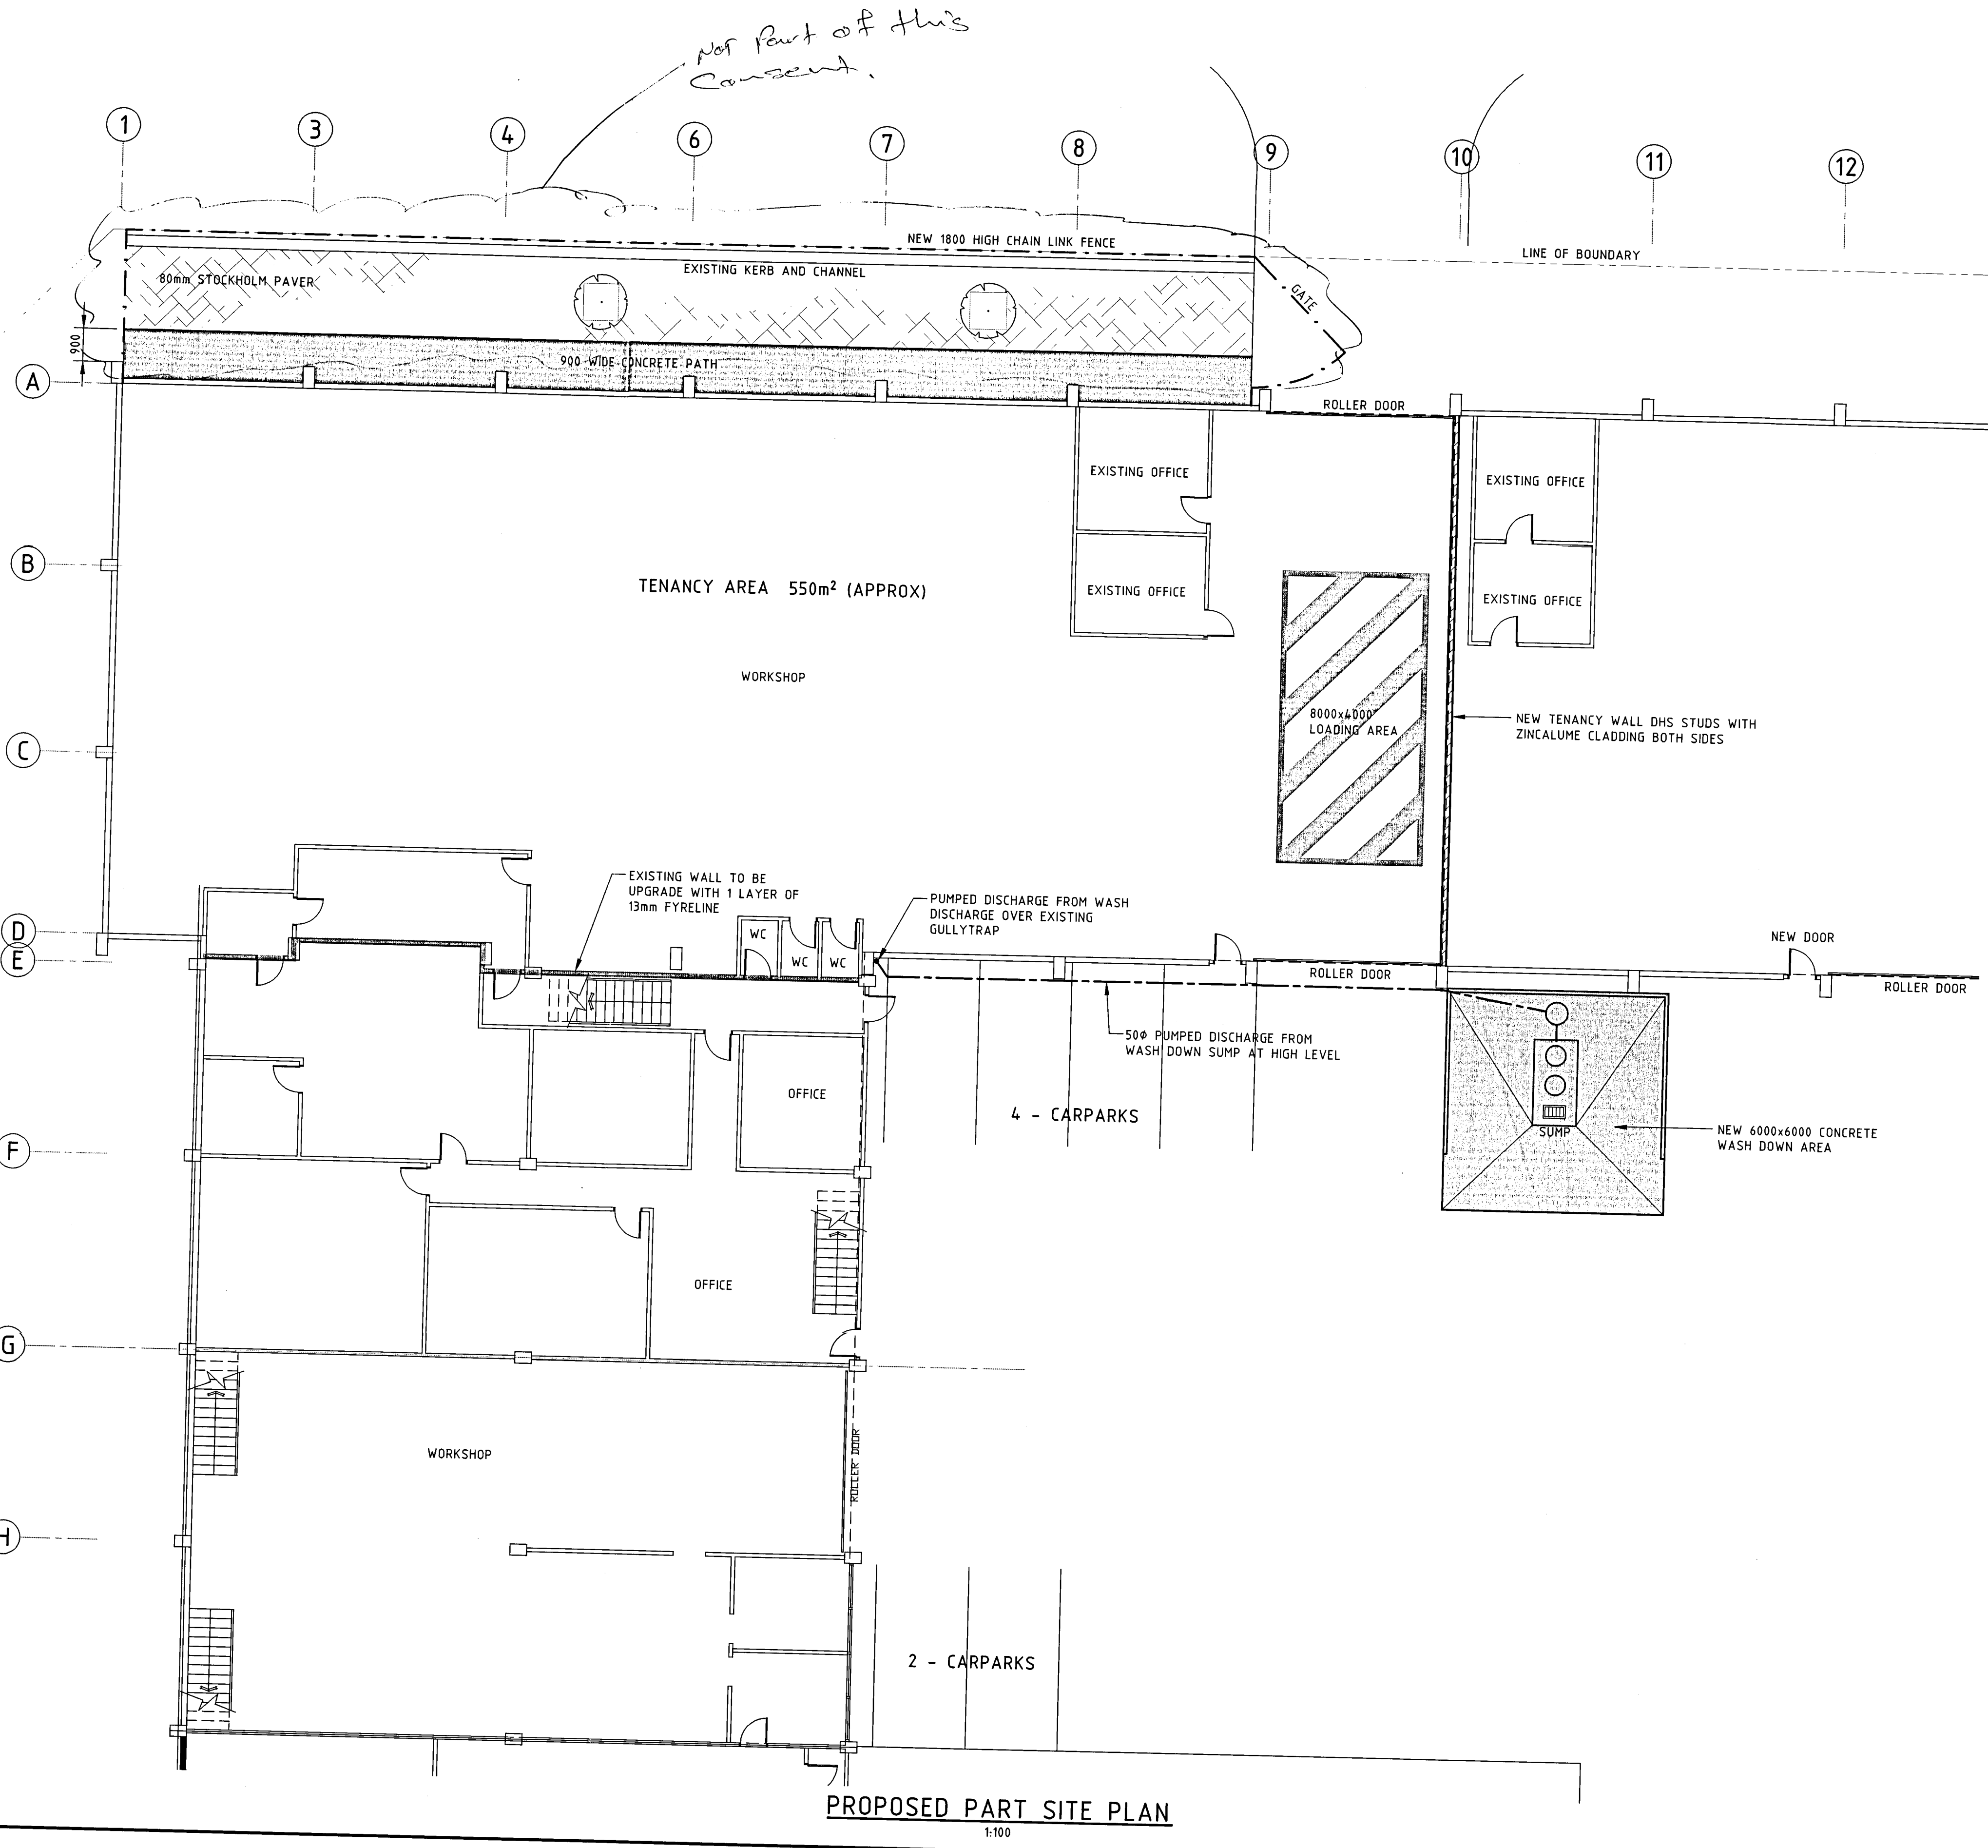 Not Part of this
Consent.
1
3
4
6
7
8
9
10
11
12
NEW 1800 HIGH CHAIN LINK FENCE
LINE OF BOUNDARY
EXISTING KERB AND CHANNEL
80mm STOCKHOLM PAVER
GATE
900
900 WIDE CONCRETE PATH
A
ROLLER DOOR
EXISTING OFFICE
EXISTING OFFICE
B
TENANCY AREA 550m² (APPROX)
EXISTING OFFICE
EXISTING OFFICE
WORKSHOP
8000x4000
LOADING AREA
NEW TENANCY WALL DHS STUDS WITH
ZINCALUME CLADDING BOTH SIDES
C
EXISTING WALL TO BE
UPGRADE WITH 1 LAYER OF
13mm FYRELINE
PUMPED DISCHARGE FROM WASH
DISCHARGE OVER EXISTING
GULLYTRAP
D
E
WC
WC
WC
NEW DOOR
ROLLER DOOR
ROLLER DOOR
50ϕ PUMPED DISCHARGE FROM
WASH DOWN SUMP AT HIGH LEVEL
OFFICE
4 - CARPARKS
SUMP
NEW 6000x6000 CONCRETE
WASH DOWN AREA
F
OFFICE
G
WORKSHOP
ROLLER DOOR
H
2 - CARPARKS
PROPOSED PART SITE PLAN
1:100